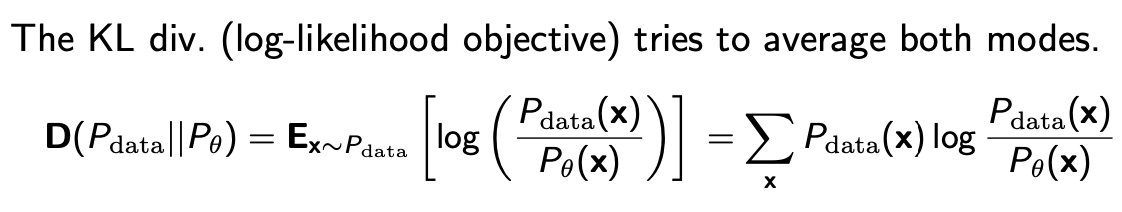 The KL div. (log-likelihood objective) tries to average both modes.
D(P_data||P_θ) = E_{x∼P_data} [log (P_data(x) / P_θ(x))] = ∑_x P_data(x) log P_data(x) / P_θ(x)